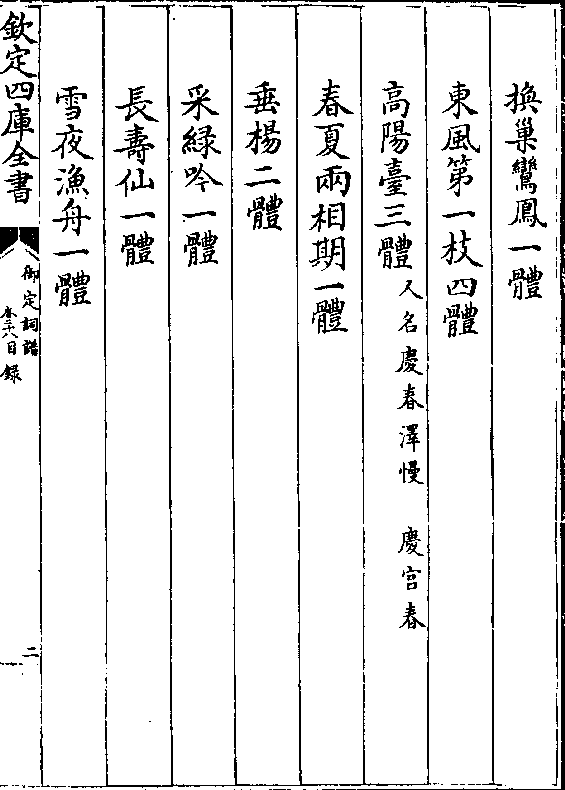 換巢鸞鳳一體
東風第一枝四體
高陽臺三體 又名慶春澤慢 慶宫春
春夏兩相期一體
垂楊二體
采緑吟一體
長壽仙一體
雪夜漁舟一體
欽定四庫全書
御定詞譜
卷二十八目錄
二